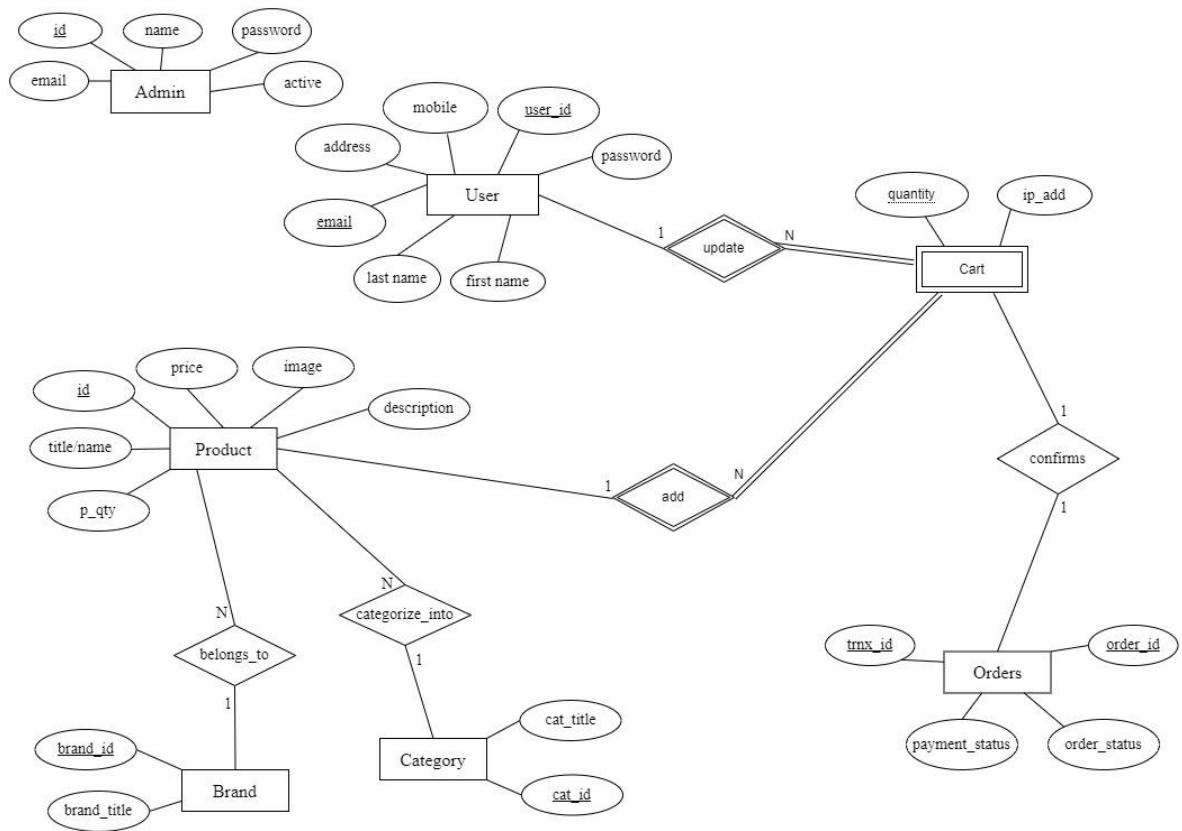 id
name
password
email
Admin
active
mobile
user_id
address
password
User
email
last name
first name
1
update
N
quantity
ip_add
Cart
price
image
id
description
title/name
Product
p_qty
1
add
N
1
confirms
1
N
belongs_to
1
N
categorize_into
1
trnx_id
order_id
Orders
payment_status
order_status
brand_id
Brand
brand_title
cat_title
Category
cat_id